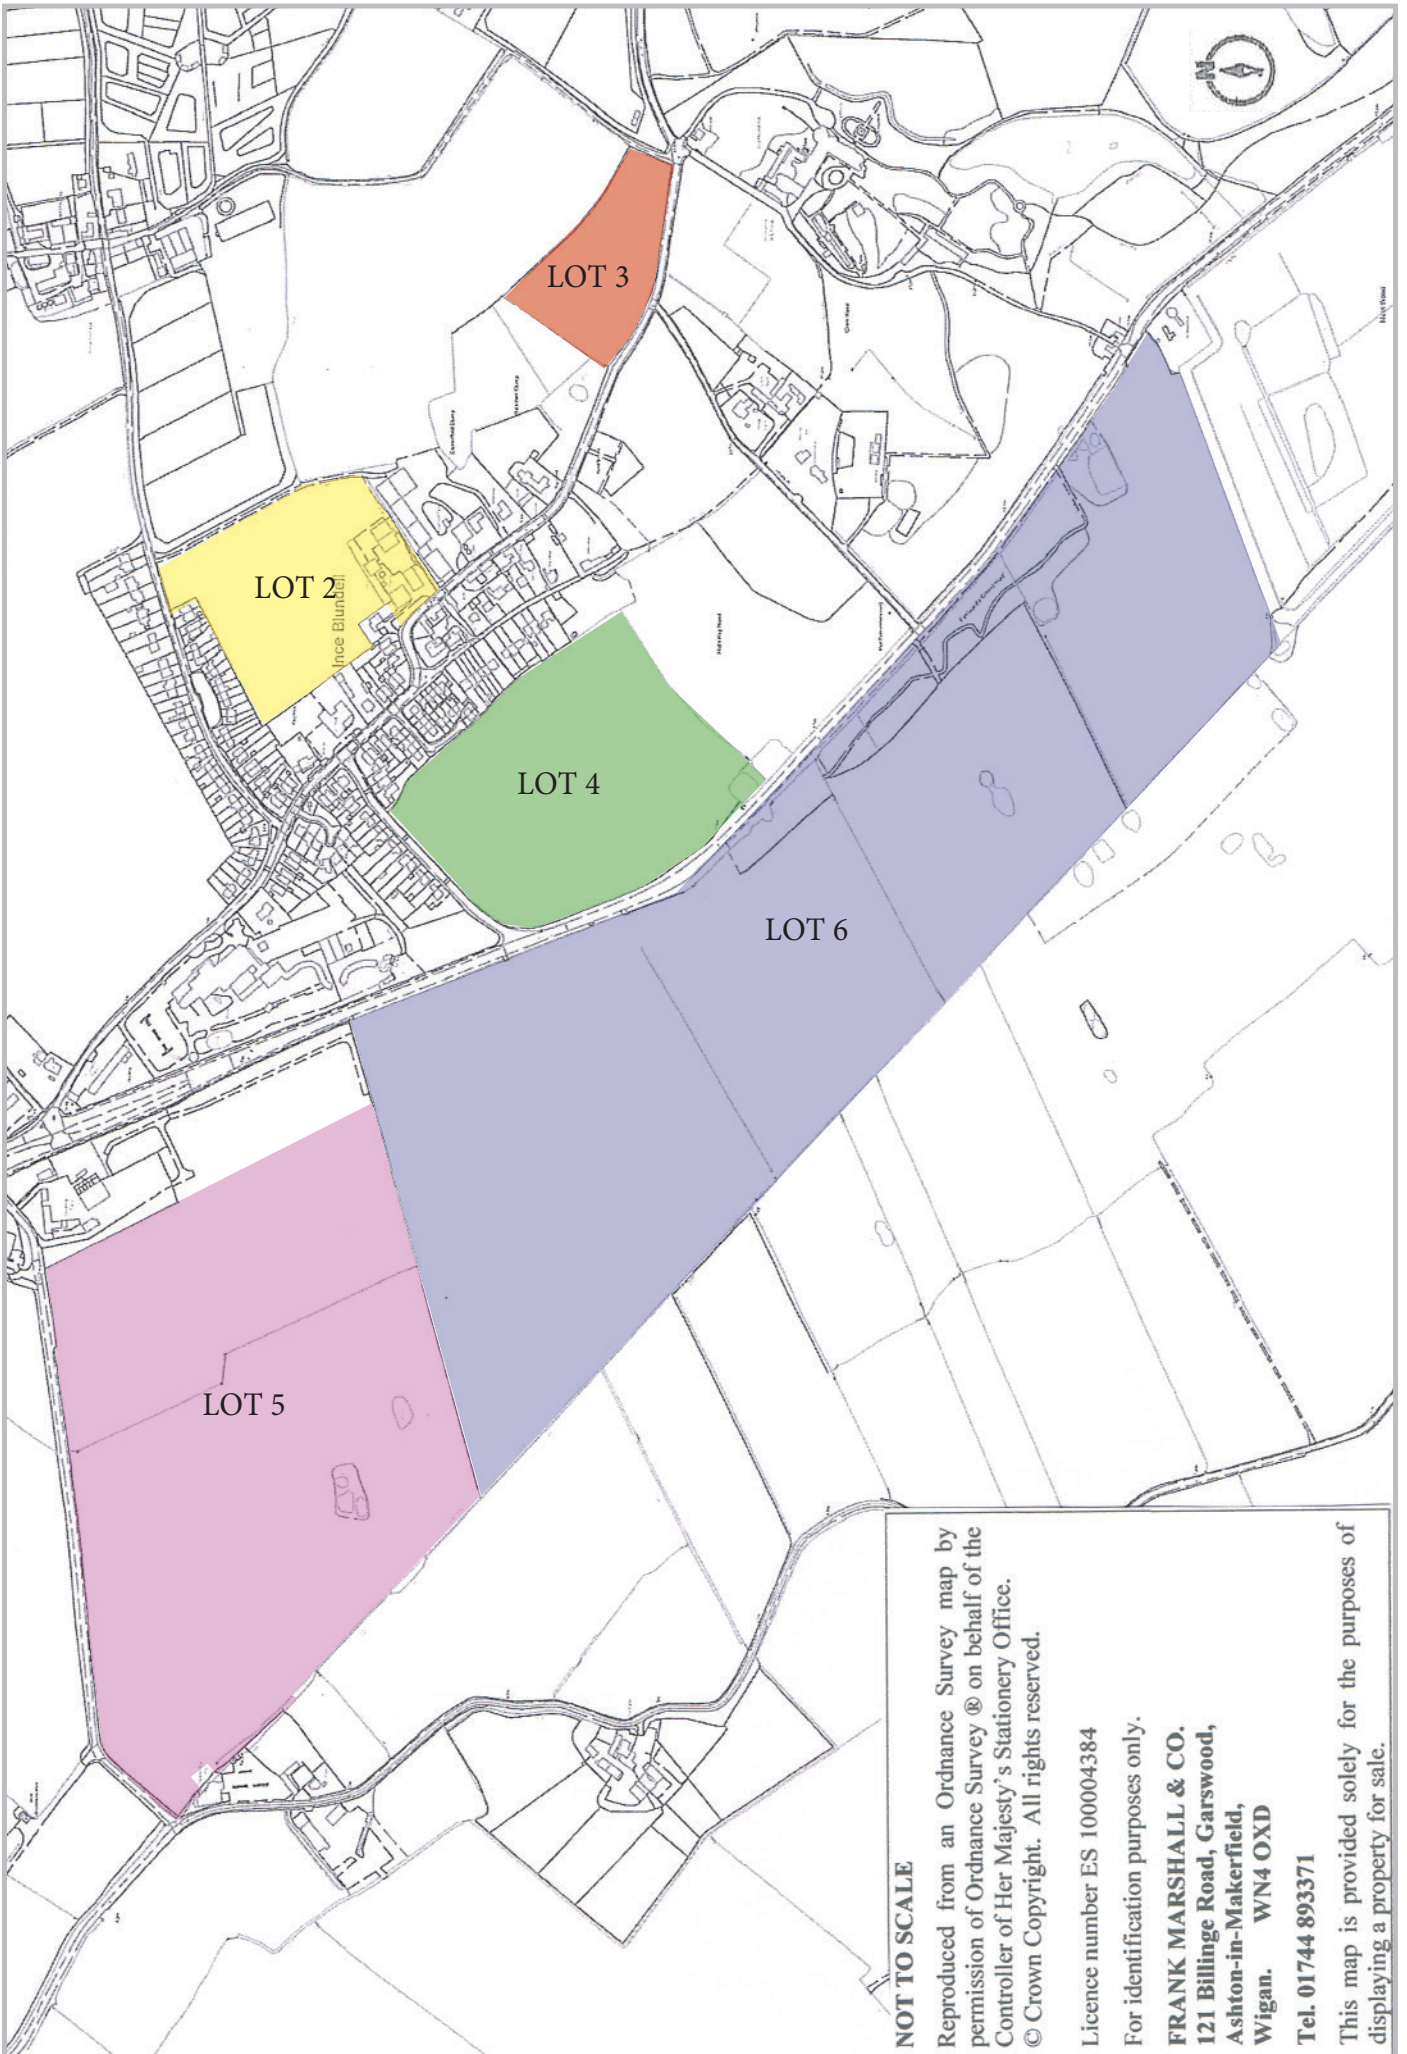 LOT 3
LOT 2
Ince Blundell
LOT 4
LOT 6
LOT 5
N
NOT TO SCALE
Reproduced from an Ordnance Survey map by
permission of Ordnance Survey ® on behalf of the
Controller of Her Majesty's Stationery Office.
© Crown Copyright. All rights reserved.
Licence number ES 100004384
For identification purposes only.
FRANK MARSHALL & CO.
121 Billinge Road, Garswood,
Ashton-in-Makerfield,
Wigan. WN4 OXD
Tel. 01744 893371
This map is provided solely for the purposes of
displaying a property for sale.